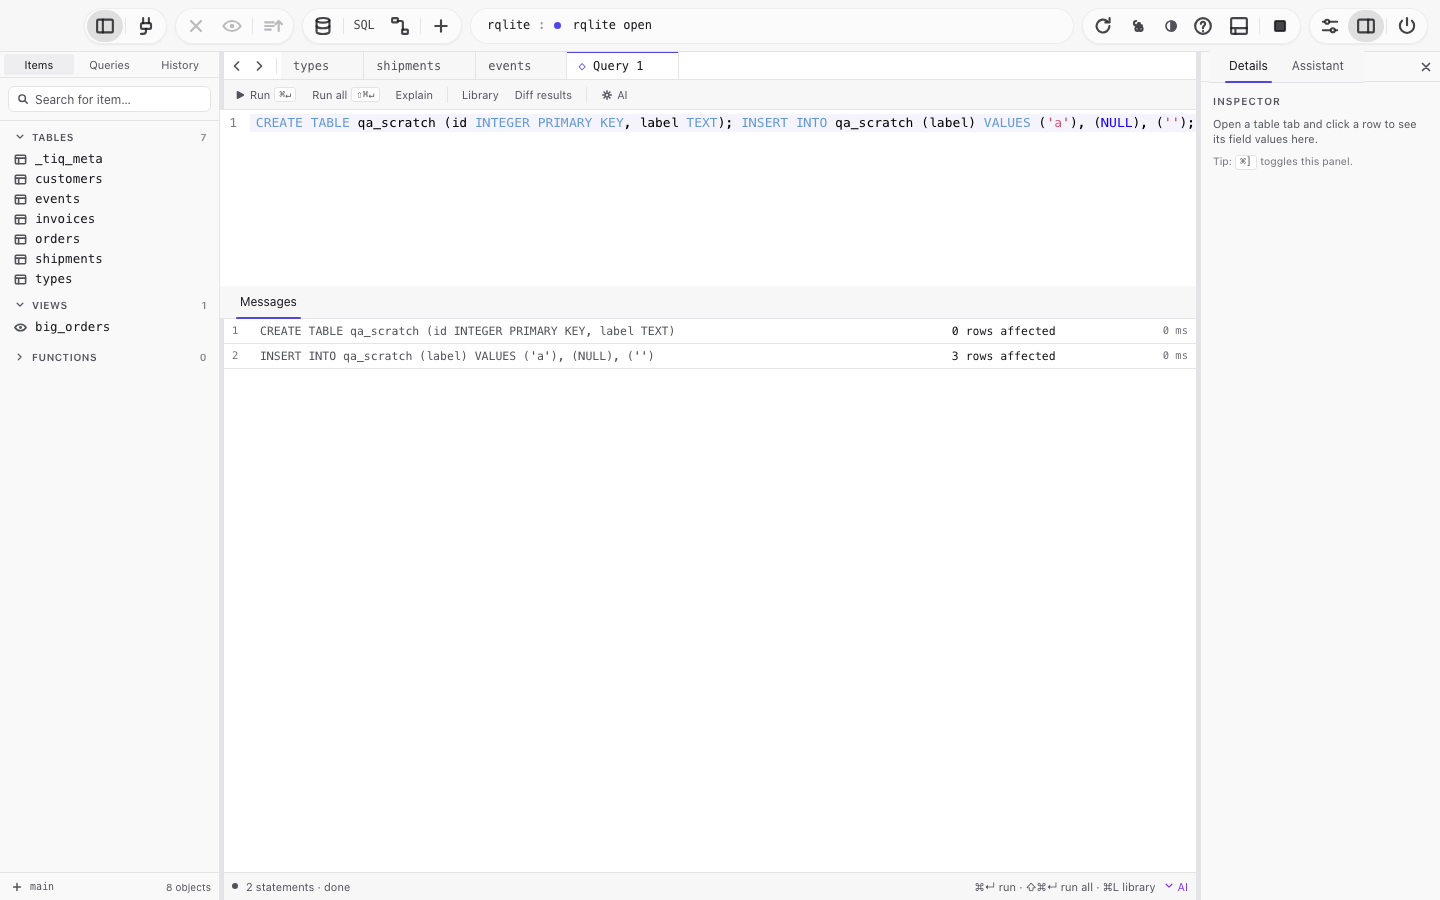 SQL
rqlite : ● rqlite open
Items Queries History
Search for item...
TABLES 7
_tiq_meta
customers
events
invoices
orders
shipments
types
VIEWS 1
big_orders
FUNCTIONS 0
main 8 objects
types shipments events ◇ Query 1
Run ⌘↵ Run all ⇧⌘↵ Explain Library Diff results AI
1 CREATE TABLE qa_scratch (id INTEGER PRIMARY KEY, label TEXT); INSERT INTO qa_scratch (label) VALUES ('a'), (NULL), ('');
Messages
1 CREATE TABLE qa_scratch (id INTEGER PRIMARY KEY, label TEXT) 0 rows affected 0 ms
2 INSERT INTO qa_scratch (label) VALUES ('a'), (NULL), ('') 3 rows affected 0 ms
2 statements · done
⌘↵ run · ⇧⌘↵ run all · ⌘L library AI
Details Assistant
INSPECTOR
Open a table tab and click a row to see
its field values here.
Tip: ⌘] toggles this panel.